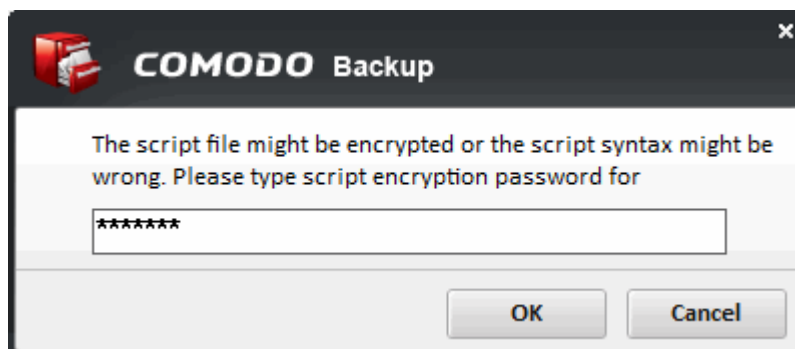 COMODO Backup
The script file might be encrypted or the script syntax might be
wrong. Please type script encryption password for
*******
OK Cancel